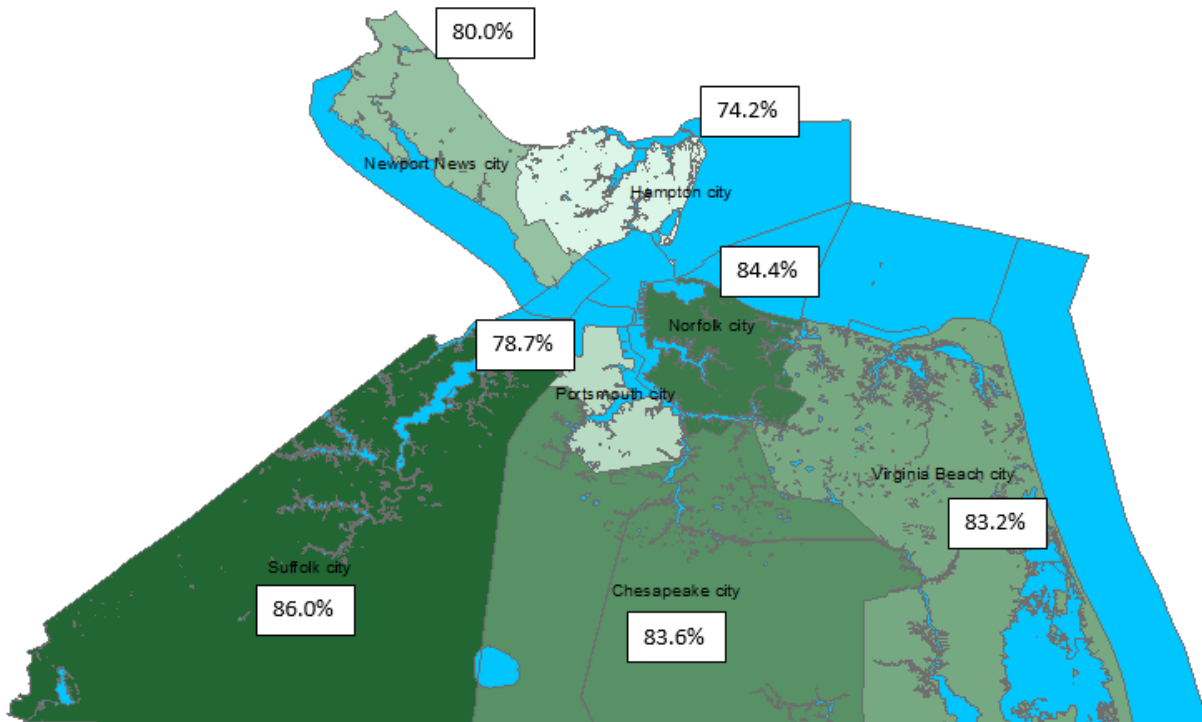 80.0%
74.2%
Newport News city
Hampton city
84.4%
Norfolk city
78.7%
Portsmouth city
Virginia Beach city
83.2%
Suffolk city
86.0%
Chesapeake city
83.6%